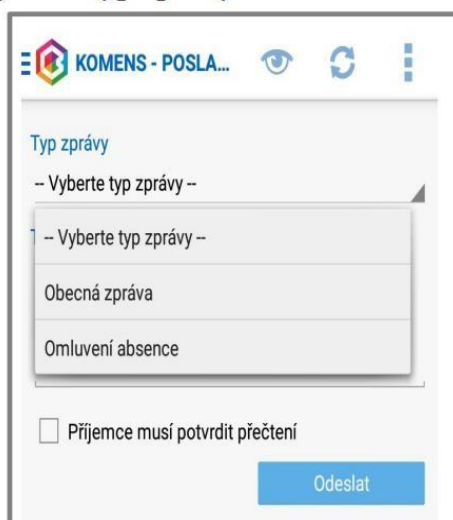 KOMENS - POSLA...
Typ zprávy
-- Vyberte typ zprávy --
-- Vyberte typ zprávy --
Obecná zpráva
Omluvení absence
Příjemce musí potvrdit přečtení
Odeslat